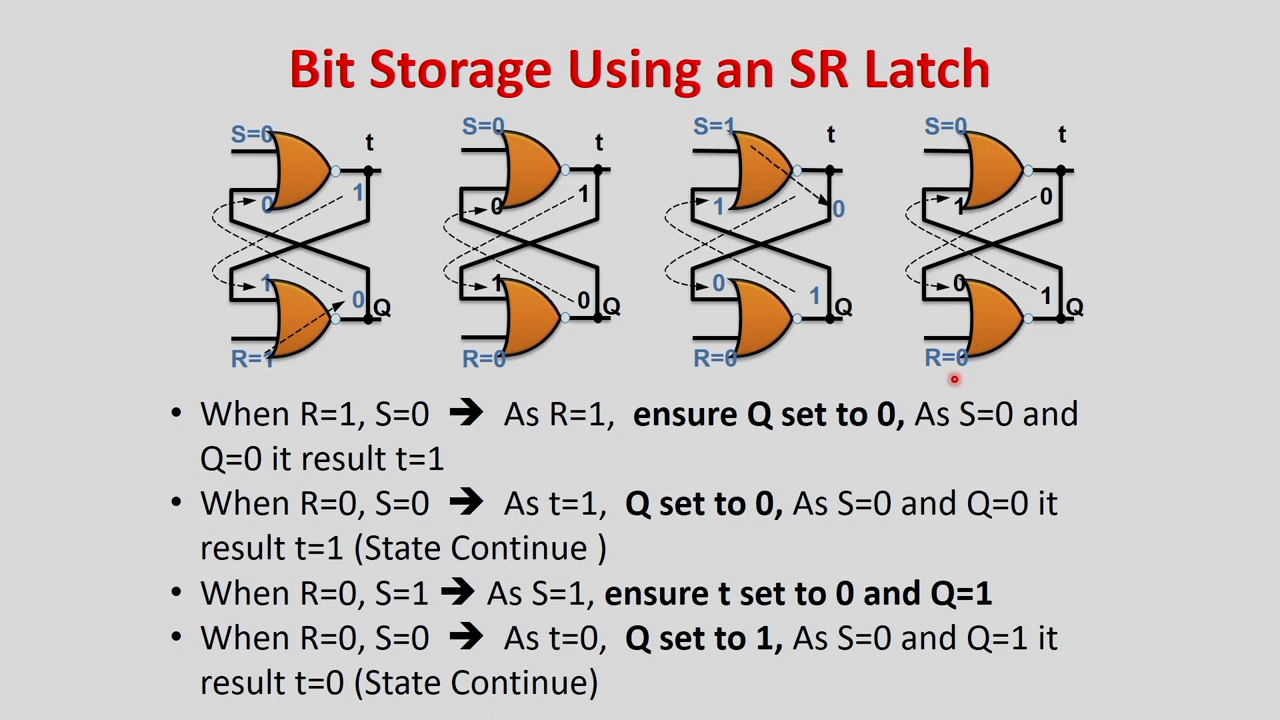 Bit Storage Using an SR Latch
S=0 t S=0 t S=1 t S=0 t
0 1 0 1 1 0 1 0
1 0 Q 1 0 Q 0 1 Q 0 1 Q
R=1 R=0 R=0 R=0
• When R=1, S=0 ➔ As R=1, ensure Q set to 0, As S=0 and
Q=0 it result t=1
• When R=0, S=0 ➔ As t=1, Q set to 0, As S=0 and Q=0 it
result t=1 (State Continue )
• When R=0, S=1 ➔ As S=1, ensure t set to 0 and Q=1
• When R=0, S=0 ➔ As t=0, Q set to 1, As S=0 and Q=1 it
result t=0 (State Continue)